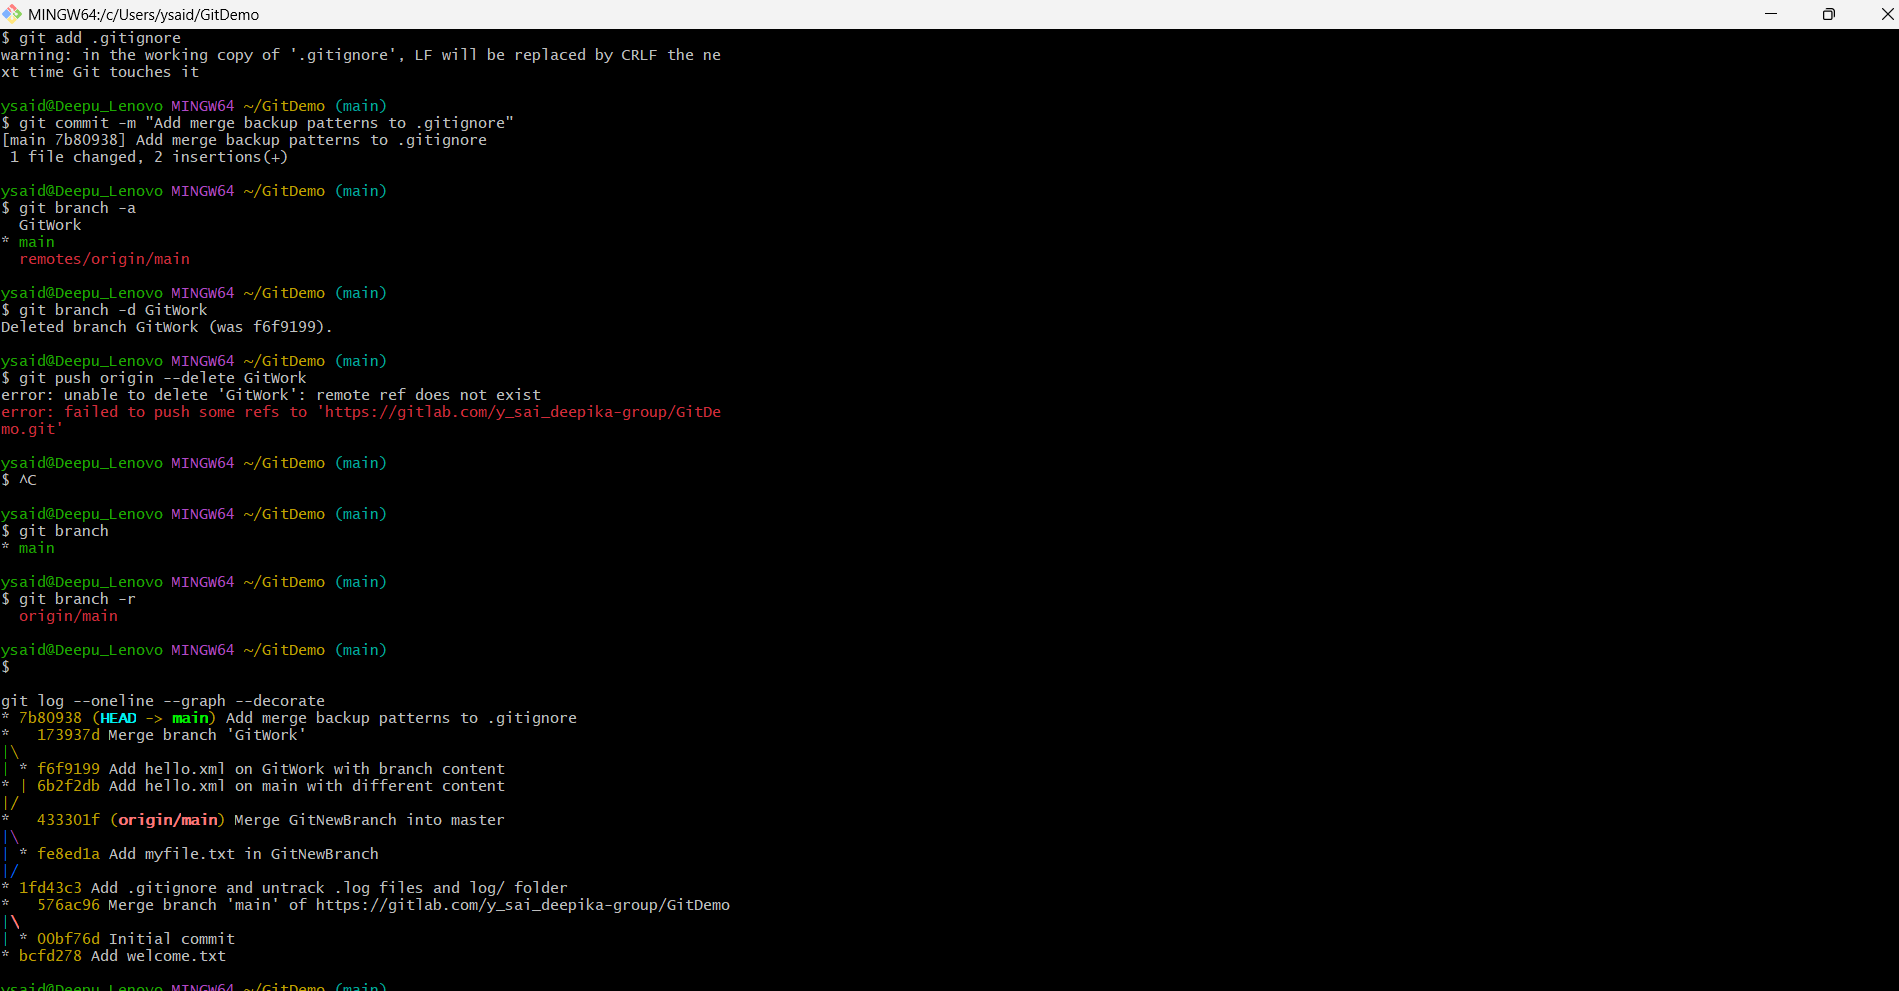 MINGW64:/c/Users/ysaid/GitDemo
$ git add .gitignore
warning: in the working copy of '.gitignore', LF will be replaced by CRLF the ne
xt time Git touches it
ysaid@Deepu_Lenovo MINGW64 ~/GitDemo (main)
$ git commit -m "Add merge backup patterns to .gitignore"
[main 7b80938] Add merge backup patterns to .gitignore
 1 file changed, 2 insertions(+)
ysaid@Deepu_Lenovo MINGW64 ~/GitDemo (main)
$ git branch -a
  GitWork
* main
  remotes/origin/main
ysaid@Deepu_Lenovo MINGW64 ~/GitDemo (main)
$ git branch -d GitWork
Deleted branch GitWork (was f6f9199).
ysaid@Deepu_Lenovo MINGW64 ~/GitDemo (main)
$ git push origin --delete GitWork
error: unable to delete 'GitWork': remote ref does not exist
error: failed to push some refs to 'https://gitlab.com/y_sai_deepika-group/GitDe
mo.git'
ysaid@Deepu_Lenovo MINGW64 ~/GitDemo (main)
$ ^C
ysaid@Deepu_Lenovo MINGW64 ~/GitDemo (main)
$ git branch
* main
ysaid@Deepu_Lenovo MINGW64 ~/GitDemo (main)
$ git branch -r
  origin/main
ysaid@Deepu_Lenovo MINGW64 ~/GitDemo (main)
$
git log --oneline --graph --decorate
* 7b80938 (HEAD -> main) Add merge backup patterns to .gitignore
*   173937d Merge branch 'GitWork'
|\
| * f6f9199 Add hello.xml on GitWork with branch content
* | 6b2f2db Add hello.xml on main with different content
|/
*   433301f (origin/main) Merge GitNewBranch into master
|\
| * fe8ed1a Add myfile.txt in GitNewBranch
|/
* 1fd43c3 Add .gitignore and untrack .log files and log/ folder
*   576ac96 Merge branch 'main' of https://gitlab.com/y_sai_deepika-group/GitDemo
|\
| * 00bf76d Initial commit
* bcfd278 Add welcome.txt
ysaid@Deepu_Lenovo MINGW64 ~/GitDemo (main)